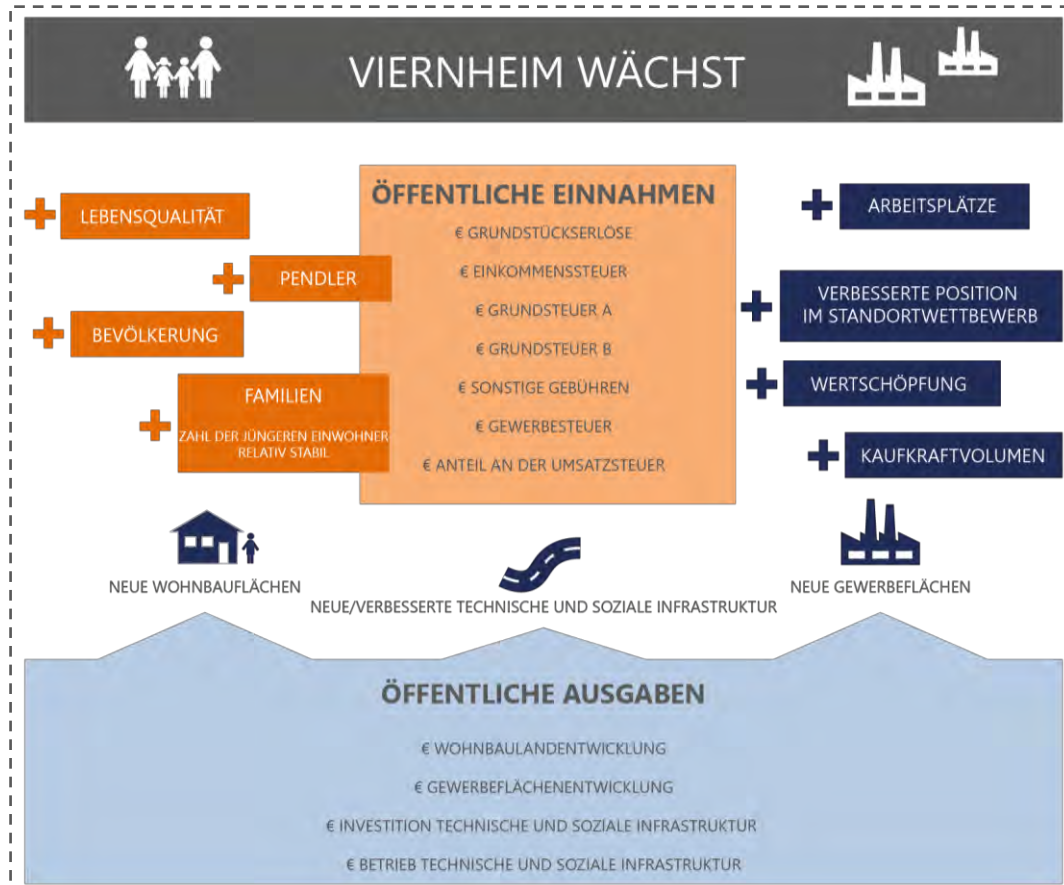 VIERNHEIM WÄCHST
LEBENSQUALITÄT
PENDLER
BEVÖLKERUNG
FAMILIEN
ZAHL DER JÜNGEREN EINWOHNER
RELATIV STABIL
ÖFFENTLICHE EINNAHMEN
€ GRUNDSTÜCKSERLÖSE
€ EINKOMMENSSTEUER
€ GRUNDSTEUER A
€ GRUNDSTEUER B
€ SONSTIGE GEBÜHREN
€ GEWERBESTEUER
€ ANTEIL AN DER UMSATZSTEUER
ARBEITSPLÄTZE
VERBESSERTE POSITION
IM STANDORTWETTBEWERB
WERTSCHÖPFUNG
KAUFKRAFTVOLUMEN
NEUE WOHNBAUFLÄCHEN
NEUE/VERBESSERTE TECHNISCHE UND SOZIALE INFRASTRUKTUR
NEUE GEWERBEFLÄCHEN
ÖFFENTLICHE AUSGABEN
€ WOHNBAULANDENTWICKLUNG
€ GEWERBEFLÄCHENENTWICKLUNG
€ INVESTITION TECHNISCHE UND SOZIALE INFRASTRUKTUR
€ BETRIEB TECHNISCHE UND SOZIALE INFRASTRUKTUR